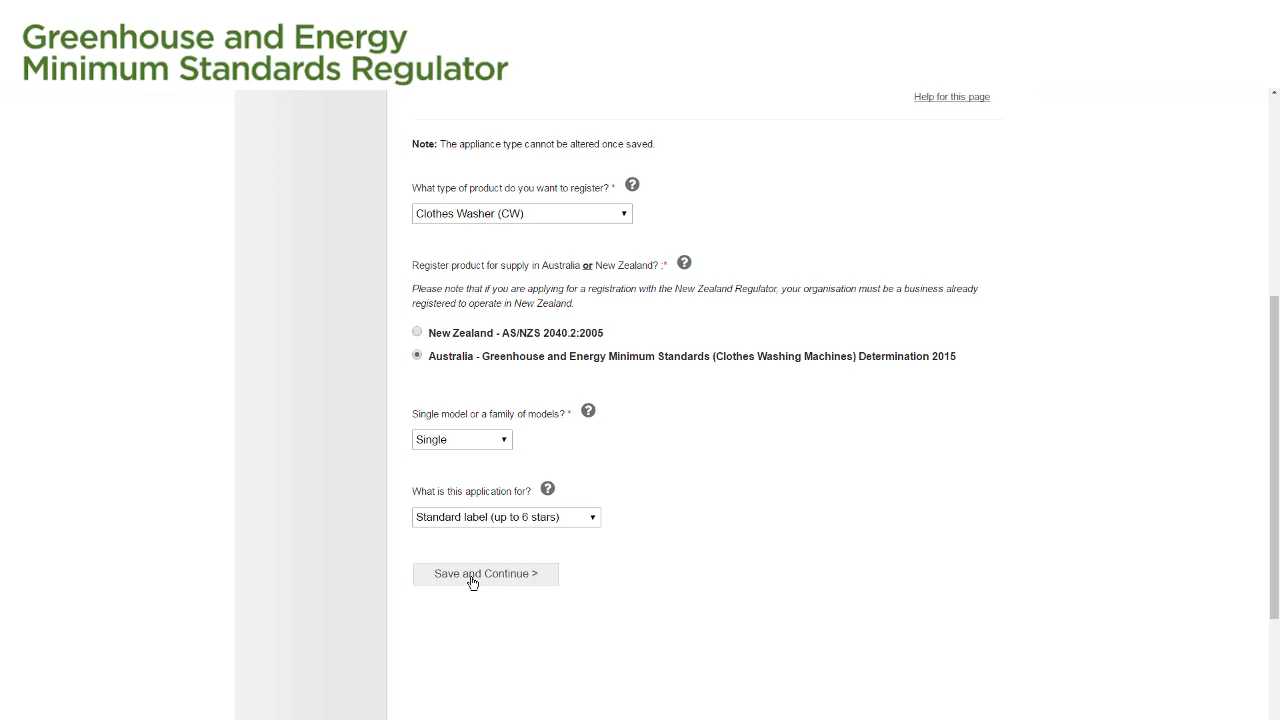 Greenhouse and Energy
Minimum Standards Regulator
Help for this page
Note: The appliance type cannot be altered once saved.
What type of product do you want to register? * ?
Clothes Washer (CW)
Register product for supply in Australia or New Zealand? :* ?
Please note that if you are applying for a registration with the New Zealand Regulator, your organisation must be a business already
registered to operate in New Zealand.
New Zealand - AS/NZS 2040.2:2005
Australia - Greenhouse and Energy Minimum Standards (Clothes Washing Machines) Determination 2015
Single model or a family of models? * ?
Single
What is this application for? ?
Standard label (up to 6 stars)
Save and Continue >